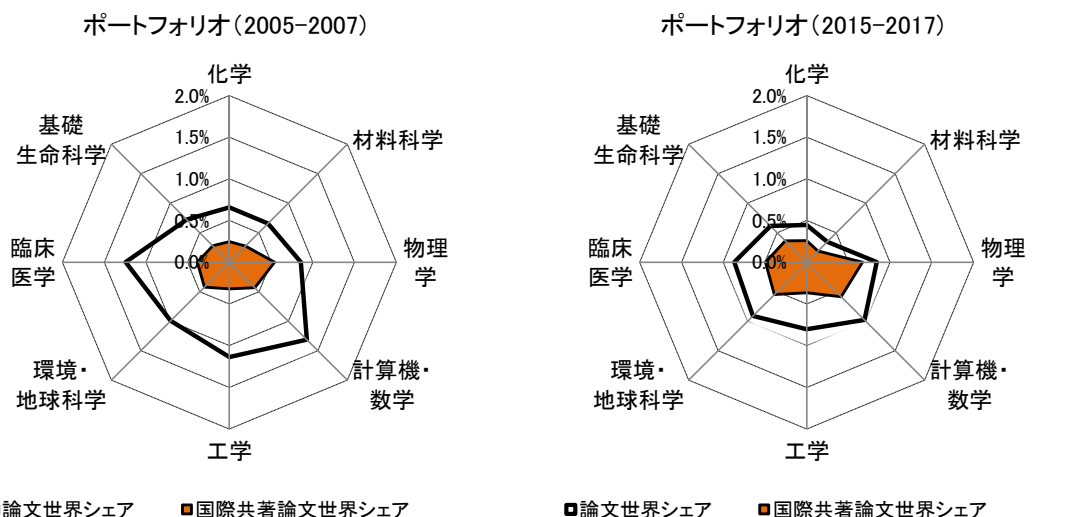 ポートフォリオ(2005-2007)
化学
2.0%
1.5%
1.0%
0.5%
0.0%
材料科学
物理
学
計算機・
数学
工学
環境・
地球科学
臨床
医学
基礎
生命科学
論文世界シェア
国際共著論文世界シェア
ポートフォリオ(2015-2017)
化学
2.0%
1.5%
1.0%
0.5%
0.0%
材料科学
物理
学
計算機・
数学
工学
環境・
地球科学
臨床
医学
基礎
生命科学
論文世界シェア
国際共著論文世界シェア